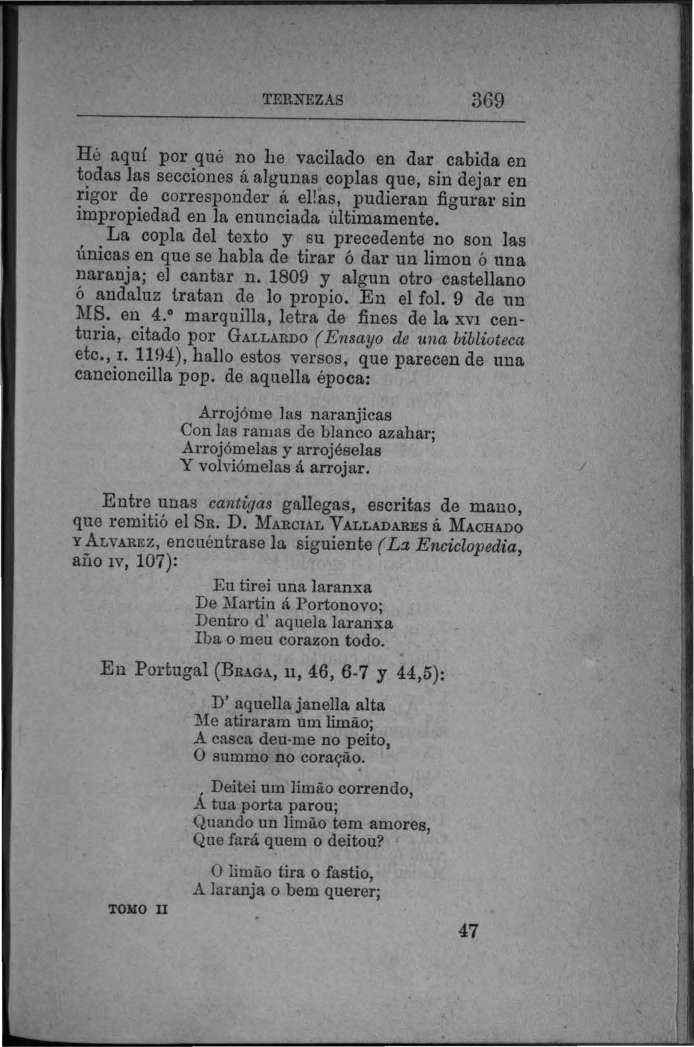 TERNEZAS 369
Hé aquí por qué no he vacilado en dar cabida en
todas las secciones á algunas coplas que, sin dejar en
rigor de corresponder á ellas, pudieran figurar sin
impropiedad en la enunciada últimamente.
La copla del texto y su precedente no son las
únicas en que se habla de tirar ó dar un limon ó una
naranja; el cantar n. 1809 y algun otro castellano
ó andaluz tratan de lo propio. En el fol. 9 de un
MS. en 4.º marquilla, letra de fines de la XVI cen-
turia, citado por GALLARDO (Ensayo de una biblioteca
etc., I. 1194), hallo estos versos, que parecen de una
cancioncilla pop. de aquella época:
Arrojóme las naranjicas
Con las ramas de blanco azahar;
Arrojómelas y arrojéselas
Y volviómelas á arrojar.
Entre unas cantigas gallegas, escritas de mano,
que remitió el SR. D. MARCIAL VALLADARES á MACHADO
Y ALVAREZ, encuéntrase la siguiente (La Enciclopedia,
año IV, 107):
Eu tirei una laranxa
De Martin á Portonovo;
Dentro d' aquela laranxa
Iba o meu corazon todo.
En Portugal (BRAGA, II, 46, 6-7 y 44,5):
D' aquella janella alta
Me atiraram um limão;
A casca deu-me no peito,
O summo no coração.
Deitei um limão correndo,
Á tua porta parou;
Quando un limão tem amores,
Que fará quem o deitou?
O limão tira o fastio,
A laranja o bem querer;
TOMO II
47